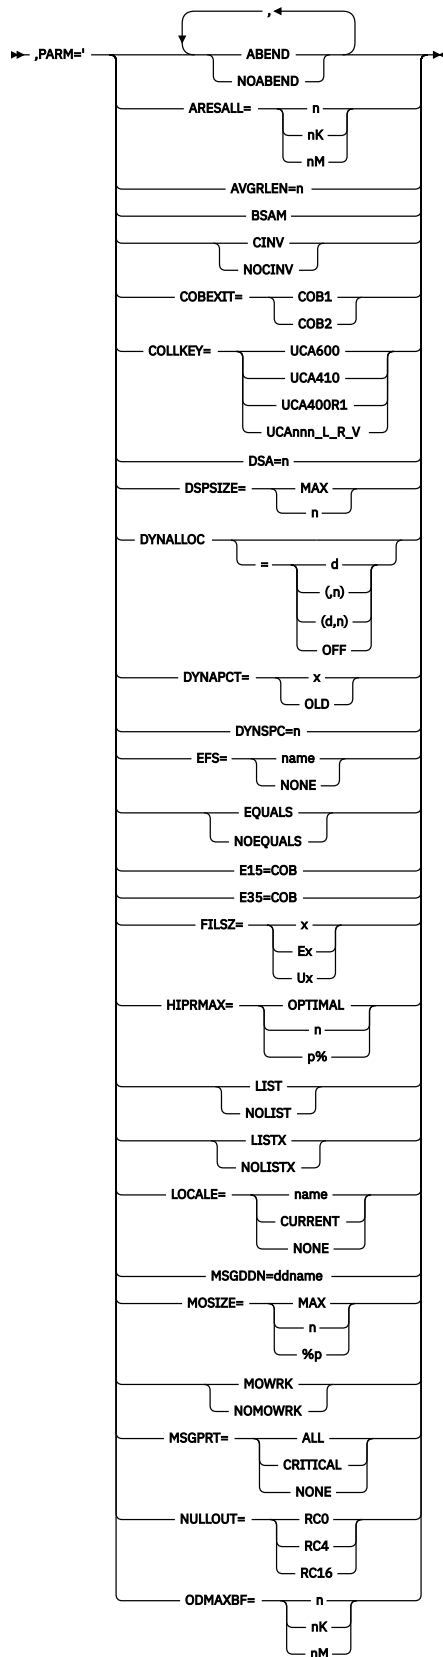 ,
,PARM=' ABEND
NOABEND
ARESALL= n
nK
nM
AVGRLEN=n
BSAM
CINV
NOCINV
COBEXIT= COB1
COB2
COLLKEY= UCA600
UCA410
UCA400R1
UCAnnn_L_R_V
DSA=n
DSPSIZE= MAX
n
DYNALLOC
= d
(,n)
(d,n)
OFF
DYNAPCT= x
OLD
DYNSPC=n
EFS= name
NONE
EQUALS
NOEQUALS
E15=COB
E35=COB
FILSZ= x
Ex
Ux
HIPRMAX= OPTIMAL
n
p%
LIST
NOLIST
LISTX
NOLISTX
LOCALE= name
CURRENT
NONE
MSGDDN=ddname
MOSIZE= MAX
n
%p
MOWRK
NOMOWRK
MSGPRT= ALL
CRITICAL
NONE
NULLOUT= RC0
RC4
RC16
ODMAXBF= n
nK
nM